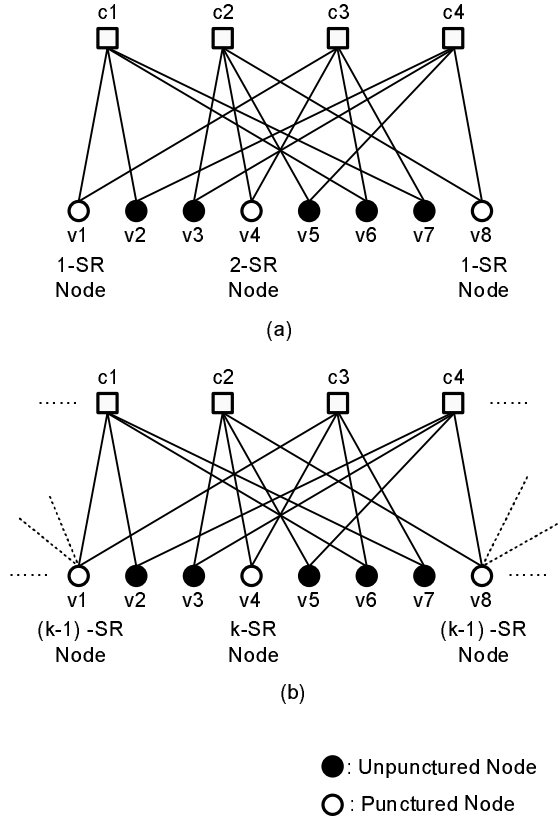 c1 c2 c3 c4
v1 v2 v3 v4 v5 v6 v7 v8
1-SR Node
2-SR Node
1-SR Node
(a)
c1 c2 c3 c4
...... ......
...... ......
v1 v2 v3 v4 v5 v6 v7 v8
(k-1) -SR Node
k-SR Node
(k-1) -SR Node
(b)
: Unpunctured Node
: Punctured Node